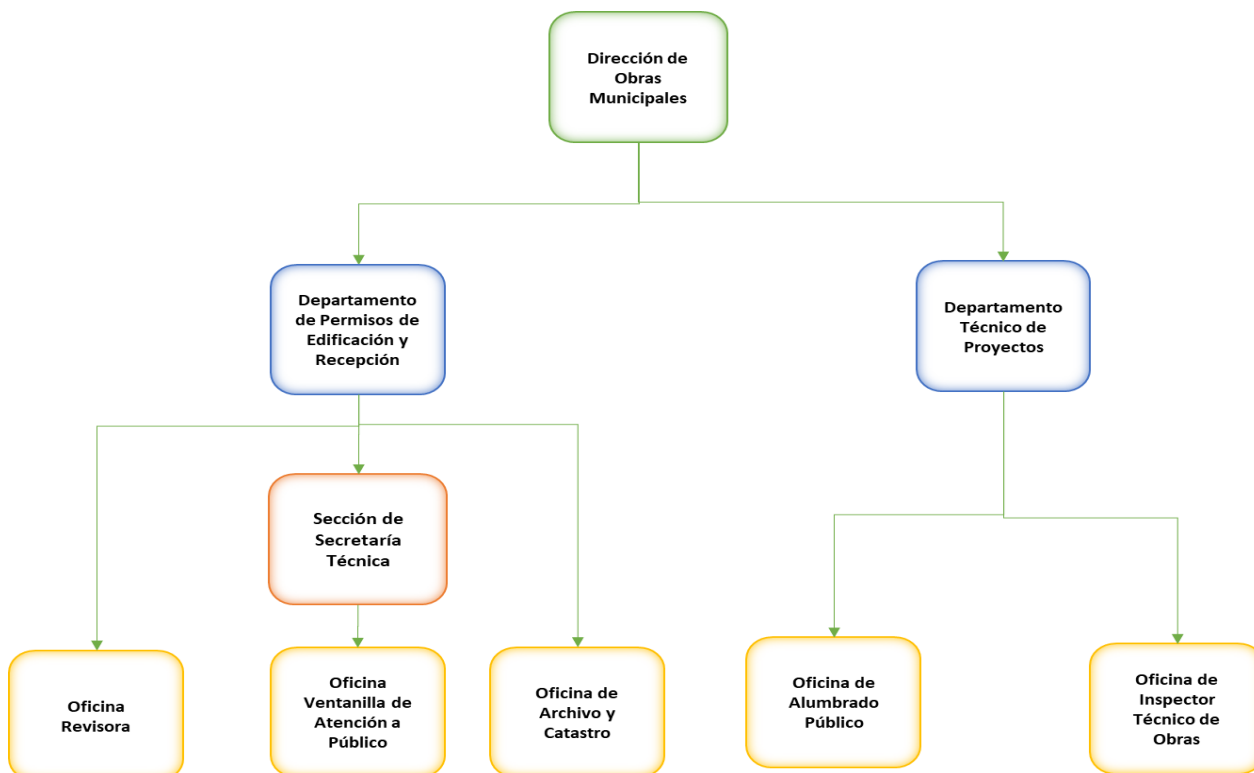 Dirección de
Obras
Municipales
Departamento
de Permisos de
Edificación y
Recepción
Departamento
Técnico de
Proyectos
Sección de
Secretaría
Técnica
Oficina
Revisora
Oficina
Ventanilla de
Atención a
Público
Oficina de
Archivo y
Catastro
Oficina de
Alumbrado
Público
Oficina de
Inspector
Técnico de
Obras